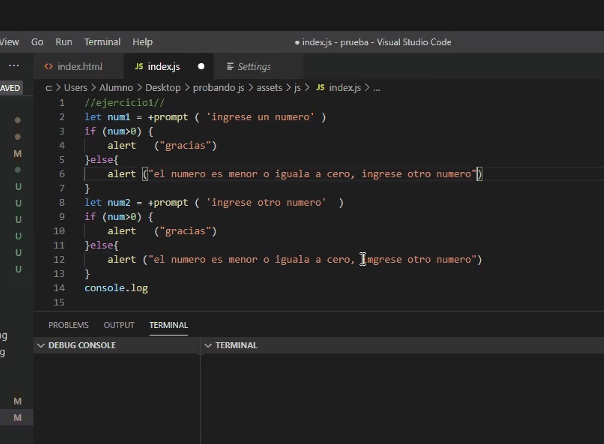 View Go Run Terminal Help
● index.js - prueba - Visual Studio Code
··· <> index.html JS index.js ● Settings
SAVED
c: > Users > Alumno > Desktop > probando js > assets > js > JS index.js > ...
1 //ejercicio1//
2 let num1 = +prompt ( 'ingrese un numero' )
3 if (num>0) {
4 alert ("gracias")
5 }else{
6 alert ("el numero es menor o iguala a cero, ingrese otro numero")
7 }
8 let num2 = +prompt ( 'ingrese otro numero' )
9 if (num>0) {
10 alert ("gracias")
11 }else{
12 alert ("el numero es menor o iguala a cero, ingrese otro numero")
13 }
14 console.log
15
M
U
U
U
U
U
PROBLEMS OUTPUT TERMINAL
DEBUG CONSOLE TERMINAL
M
M